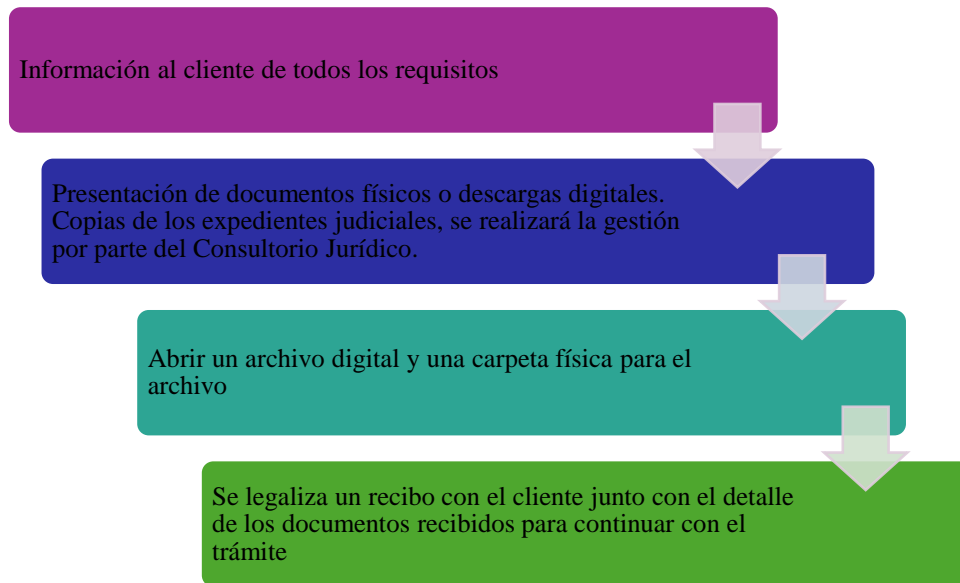 Información al cliente de todos los requisitos
Presentación de documentos físicos o descargas digitales.
Copias de los expedientes judiciales, se realizará la gestión
por parte del Consultorio Jurídico.
Abrir un archivo digital y una carpeta física para el
archivo
Se legaliza un recibo con el cliente junto con el detalle
de los documentos recibidos para continuar con el
trámite